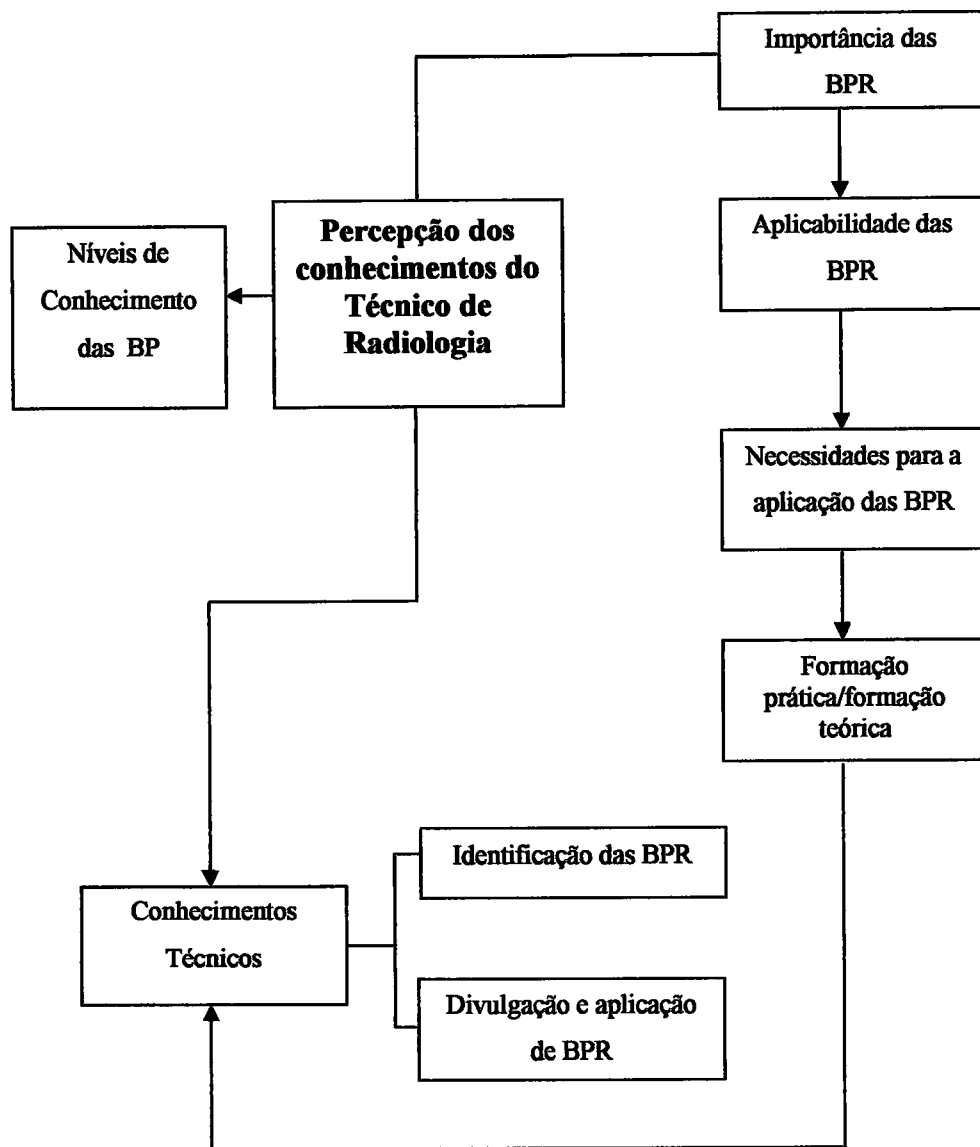 Importância das
BPR
Percepção dos
conhecimentos do
Técnico de
Radiologia
Níveis de
Conhecimento
das BP
Aplicabilidade das
BPR
Necessidades para a
aplicação das BPR
Formação
prática/formação
teórica
Identificação das BPR
Conhecimentos
Técnicos
Divulgação e aplicação
de BPR